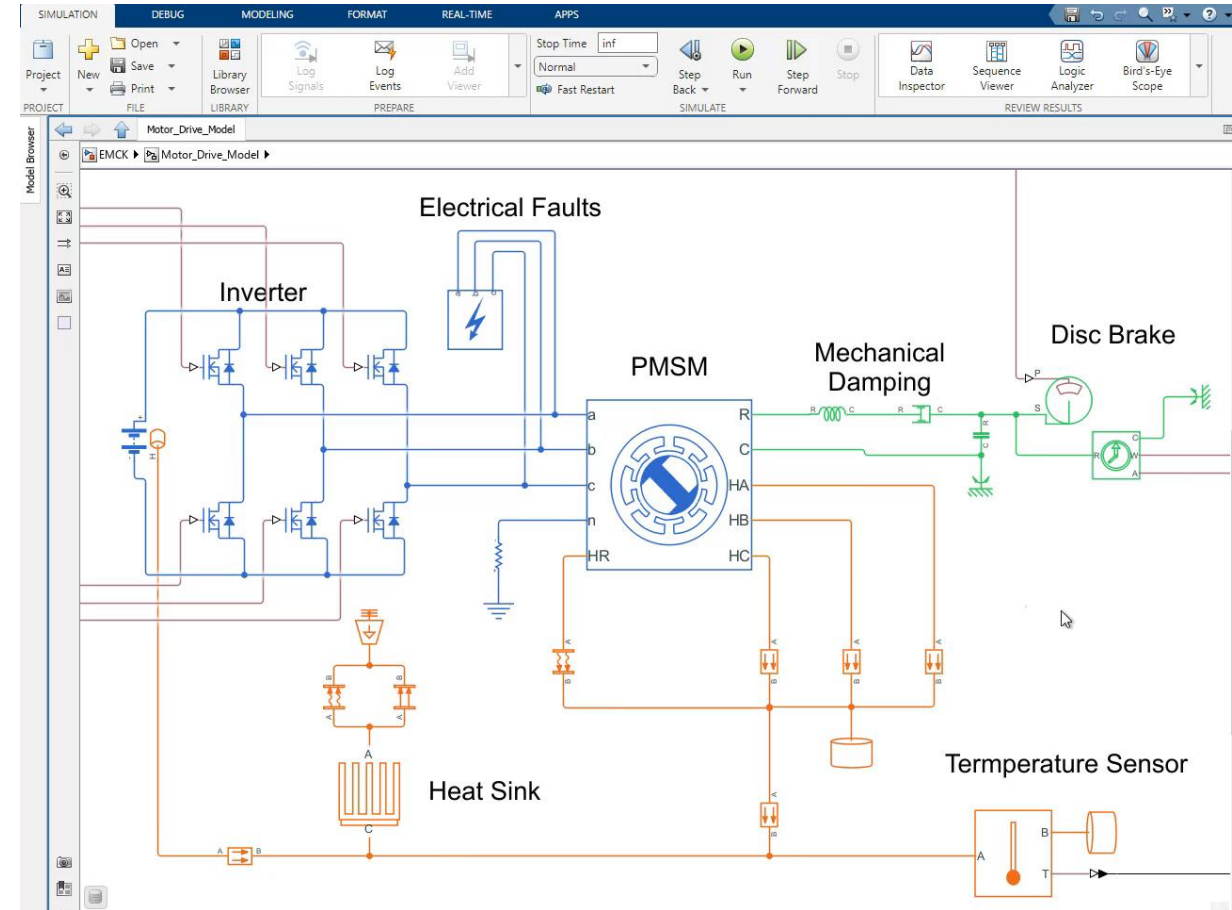 SIMULATION DEBUG MODELING FORMAT REAL-TIME APPS
Project New Open Save Print Library Browser Log Signals Log Events Add Viewer Stop Time inf Normal Fast Restart Step Back Run Step Forward Stop Data Inspector Sequence Viewer Logic Analyzer Bird's-Eye Scope
PROJECT FILE LIBRARY PREPARE SIMULATE REVIEW RESULTS
Model Browser
Motor_Drive_Model
EMCK Motor_Drive_Model
Electrical Faults
Inverter
Disc Brake
Mechanical
Damping
PMSM
P
S
R C R C
R
C
C
R W
A
a R
b C
c HA
n HB
HR HC
+
-
H
A A A A
B B B B
B B
A A
A
Heat Sink
C
A
B
Termperature Sensor
A B
A B
T